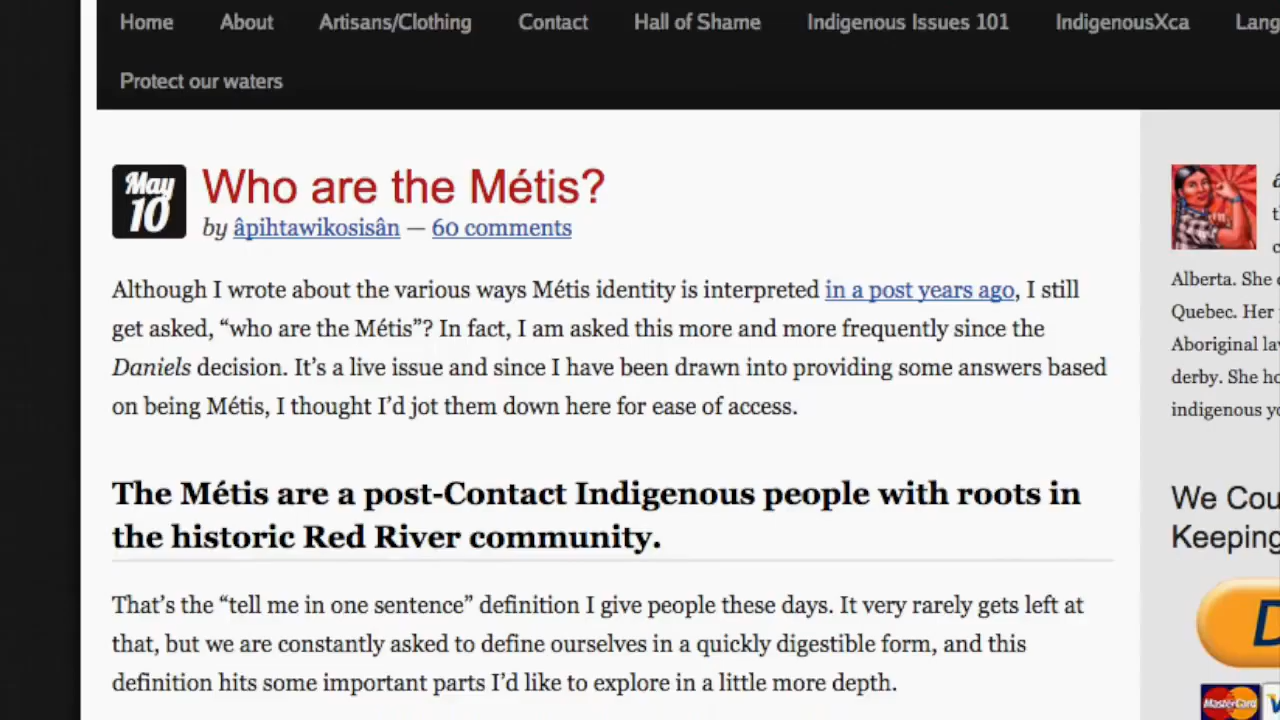 Home About Artisans/Clothing Contact Hall of Shame Indigenous Issues 101 IndigenousXca
Protect our waters
May
10
Who are the Métis?
by âpihtawikosisân — 60 comments
Although I wrote about the various ways Métis identity is interpreted in a post years ago, I still
get asked, “who are the Métis”? In fact, I am asked this more and more frequently since the
Daniels decision. It’s a live issue and since I have been drawn into providing some answers based
on being Métis, I thought I’d jot them down here for ease of access.
The Métis are a post-Contact Indigenous people with roots in
the historic Red River community.
That’s the “tell me in one sentence” definition I give people these days. It very rarely gets left at
that, but we are constantly asked to define ourselves in a quickly digestible form, and this
definition hits some important parts I’d like to explore in a little more depth.
Alberta. She
Quebec. Her
Aboriginal
derby. She
indigenous
We
Keeping
MasterCard